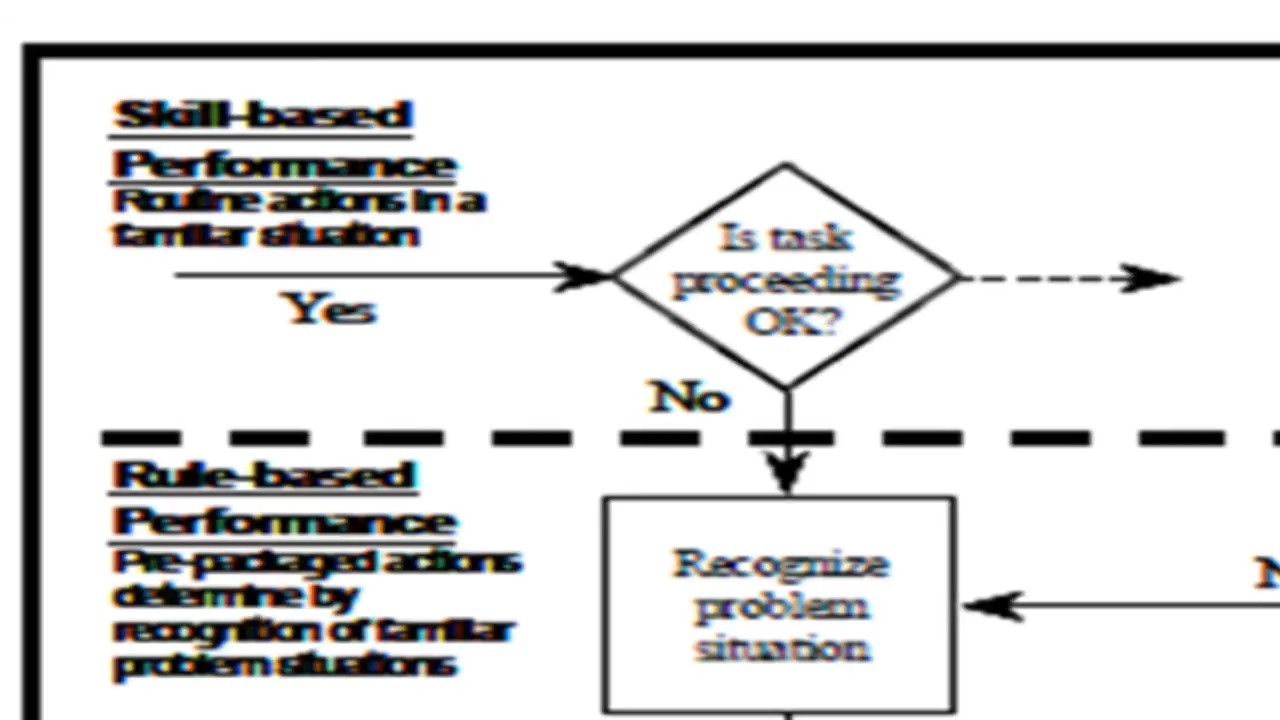 Skill-based
Performance
Routine actions in a
familiar situation
Yes
Is task
proceeding
OK?
No
Rule-based
Performance
Pre-packaged actions
determine by
recognition of familiar
problem situations
Recognize
problem
situation